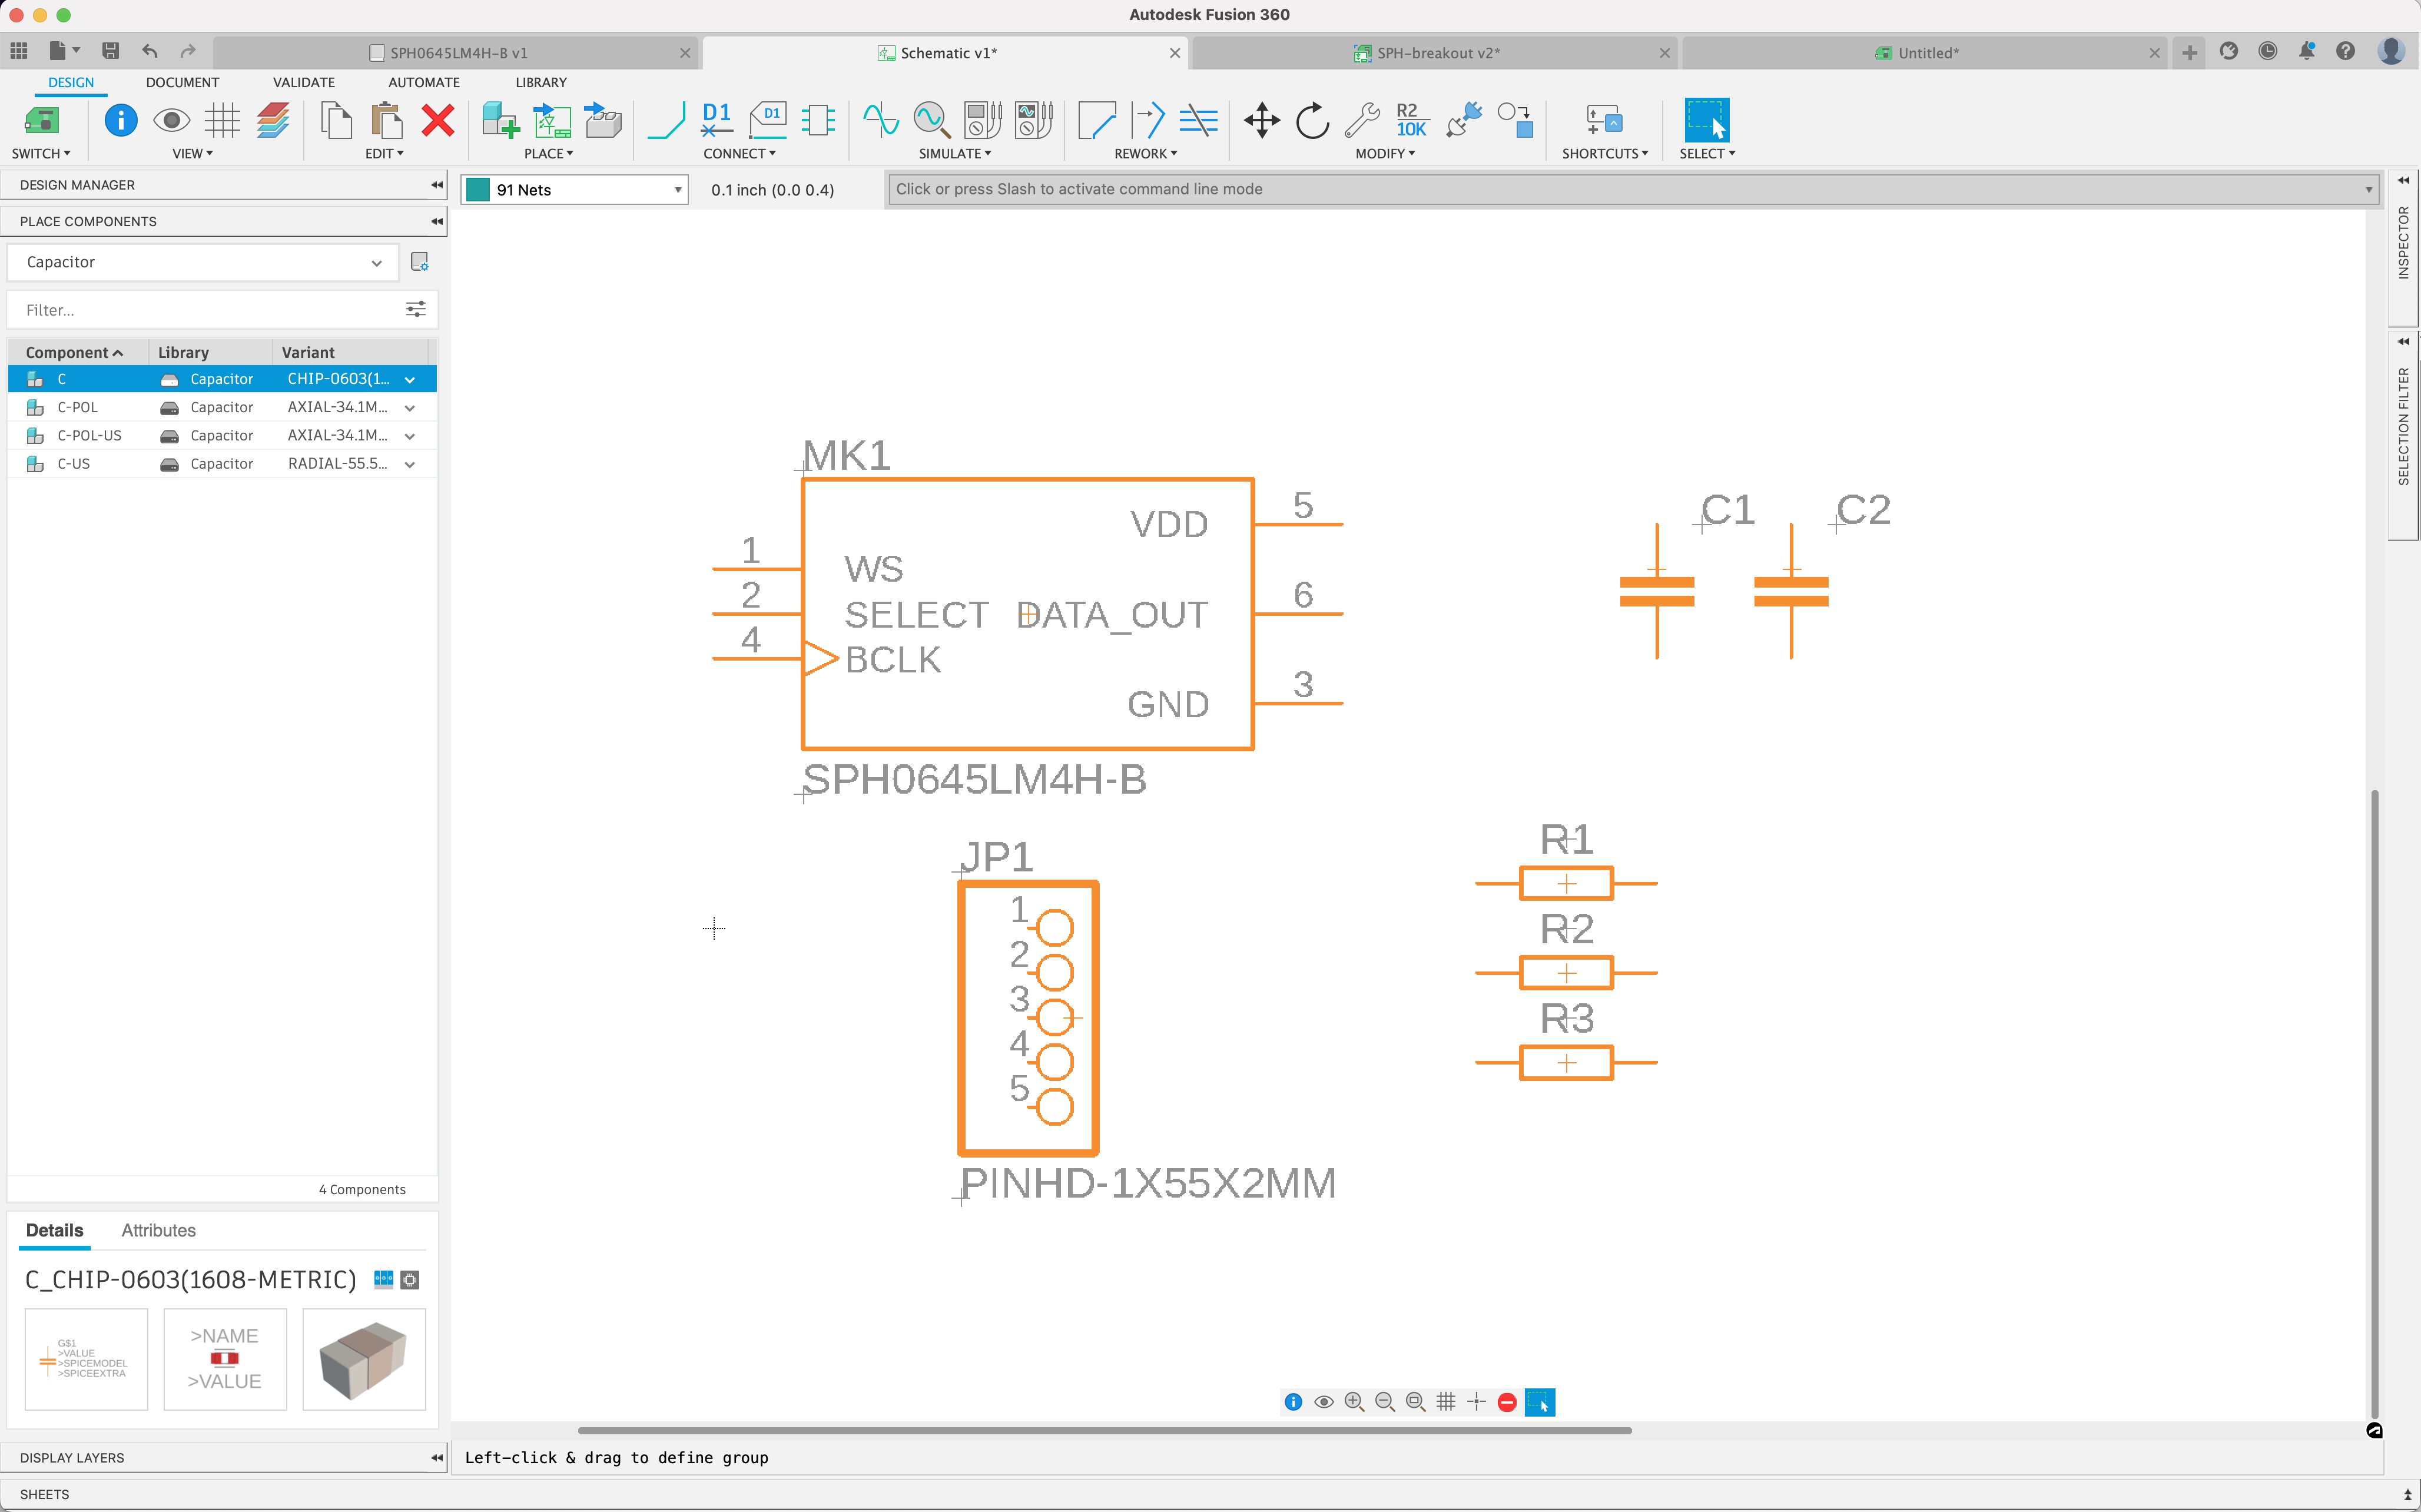 Autodesk Fusion 360
SPH0645LM4H-B v1
Schematic v1*
SPH-breakout v2*
Untitled*
DESIGN
DOCUMENT
VALIDATE
AUTOMATE
LIBRARY
D1
D1
R2
10K
SWITCH
VIEW
EDIT
PLACE
CONNECT
SIMULATE
REWORK
MODIFY
SHORTCUTS
SELECT
DESIGN MANAGER
91 Nets
0.1 inch (0.0 0.4)
Click or press Slash to activate command line mode
PLACE COMPONENTS
Capacitor
Filter...
Component Library Variant
C Capacitor CHIP-0603(1...
C-POL Capacitor AXIAL-34.1M...
C-POL-US Capacitor AXIAL-34.1M...
C-US Capacitor RADIAL-55.5...
4 Components
Details
Attributes
C_CHIP-0603(1608-METRIC)
G$1
>VALUE
>SPICEMODEL
>SPICEEXTRA
>NAME
>VALUE
DISPLAY LAYERS
SHEETS
MK1
1
2
4
WS
SELECT
BCLK
VDD
DATA_OUT
GND
5
6
3
SPH0645LM4H-B
C1
C2
JP1
1
2
3
4
5
PINHD-1X55X2MM
R1
R2
R3
Left-click & drag to define group
INSPECTOR
SELECTION FILTER